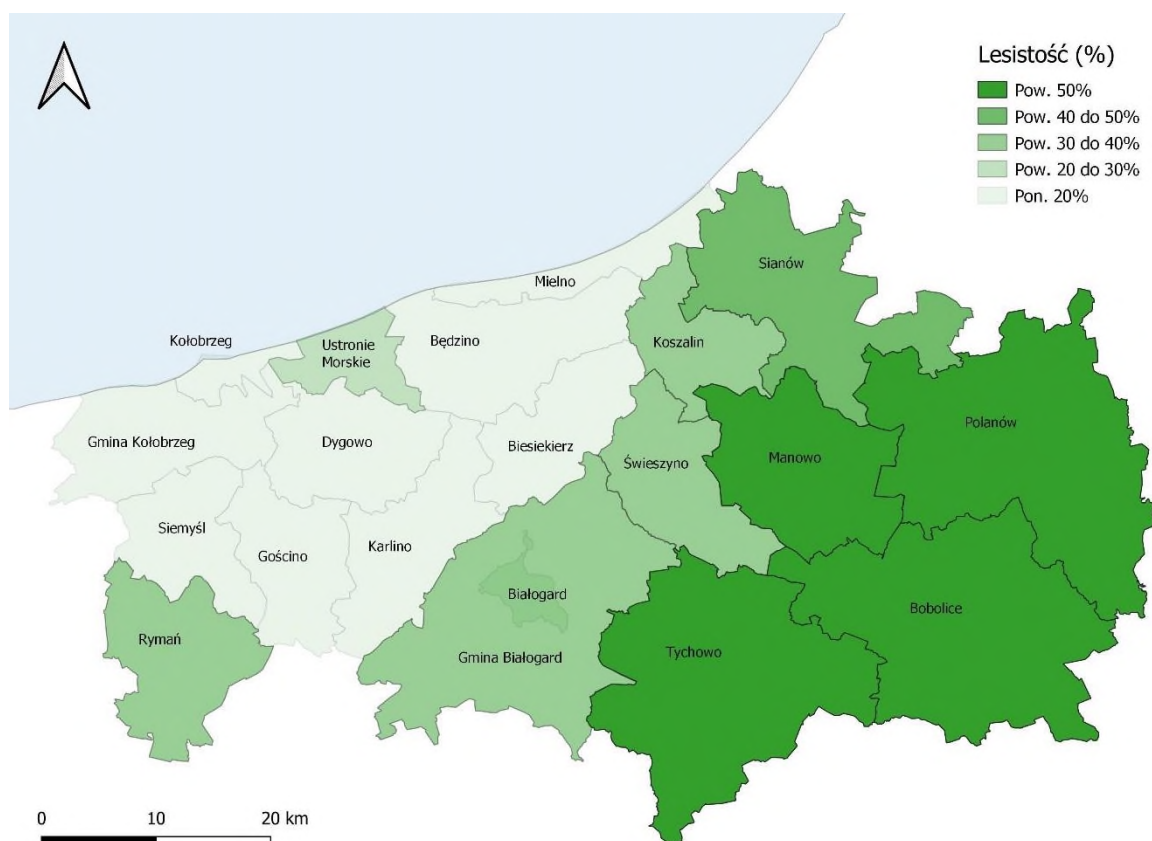 Lesistość (%)
Pow. 50%
Pow. 40 do 50%
Pow. 30 do 40%
Pow. 20 do 30%
Pon. 20%
Sianów
Mielno
Kołobrzeg
Ustronie
Morskie
Będzino
Koszalin
Gmina Kołobrzeg
Dygowo
Biesiekierz
Świeszyno
Manowo
Polanów
Siemyśl
Gościno
Karlino
Białogard
Bobolice
Rymań
Gmina Białogard
Tychowo
0 10 20 km